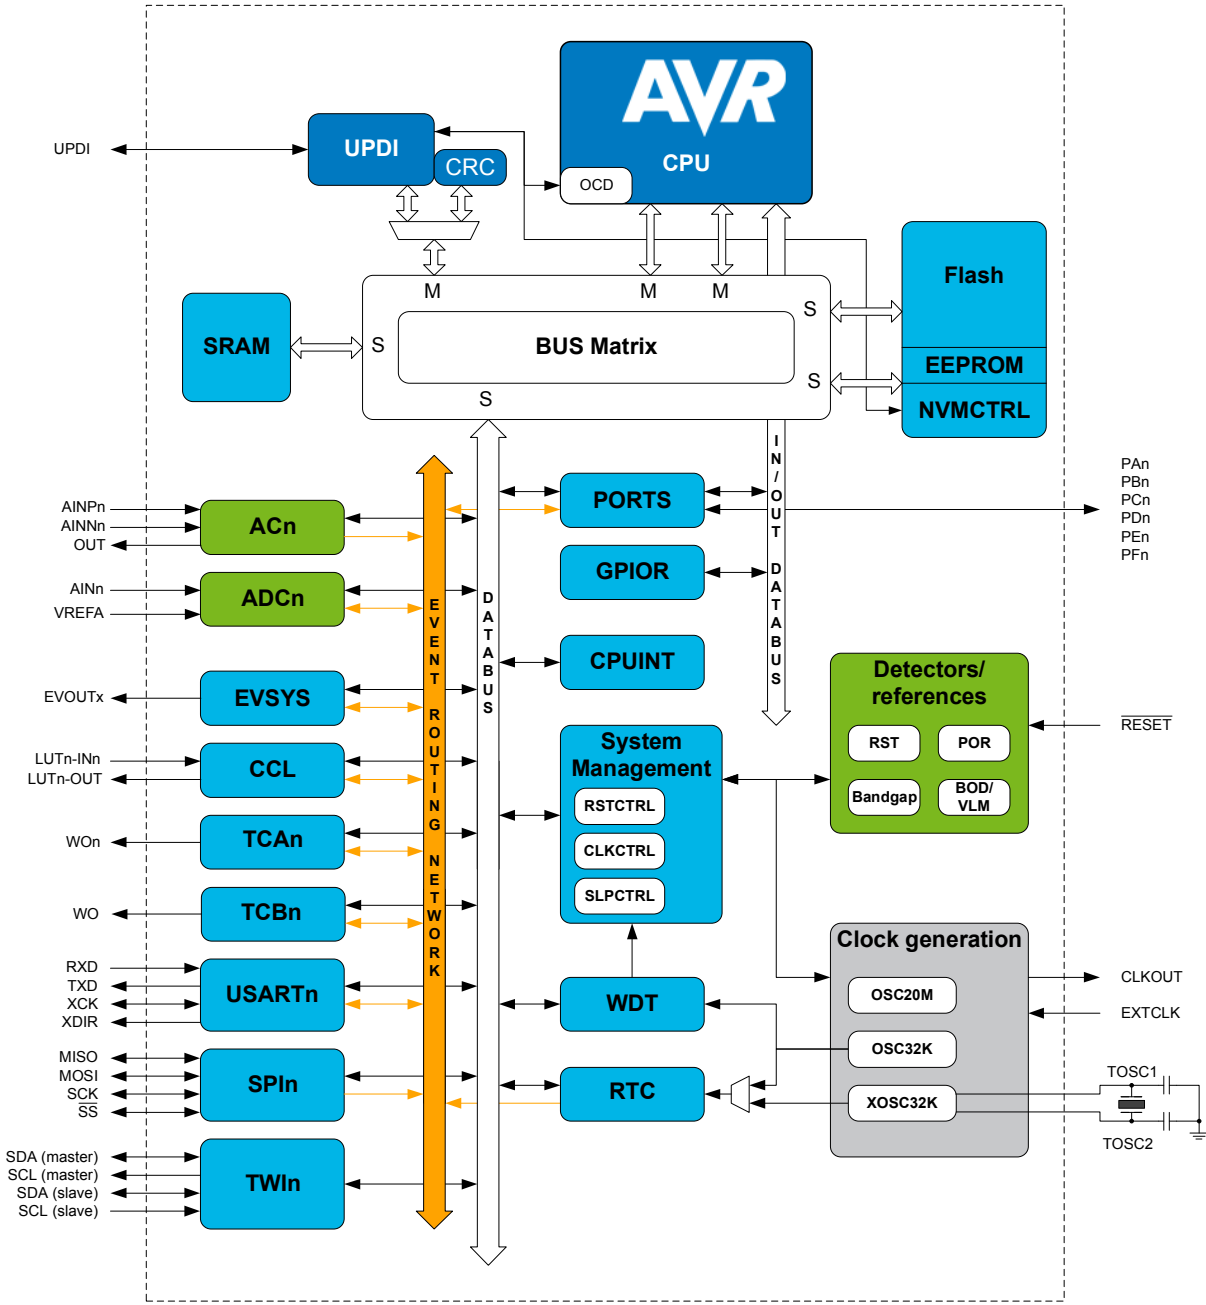 AVR
CPU
OCD
UPDI
UPDI
CRC
M
M
M
S
S
S
S
BUS Matrix
SRAM
Flash
EEPROM
NVMCTRL
PAn
PBn
PCn
PDn
PEn
PFn
AINPn
AINNn
OUT
ACn
AINn
VREFA
ADCn
EVOUTx
EVSYS
LUTn-INn
LUTn-OUT
CCL
WOn
TCAn
WO
TCBn
RXD
TXD
XCK
XDIR
USARTn
MISO
MOSI
SCK
SS
SPIn
SDA (master)
SCL (master)
SDA (slave)
SCL (slave)
TWIn
EVENT ROUTING NETWORK
DATABUS
IN/OUT DATABUS
PORTS
GPIOR
CPUINT
System
Management
RSTCTRL
CLKCTRL
SLPCTRL
WDT
RTC
Detectors/
references
RST
POR
Bandgap
BOD/
VLM
RESET
Clock generation
OSC20M
OSC32K
XOSC32K
CLKOUT
EXTCLK
TOSC1
TOSC2